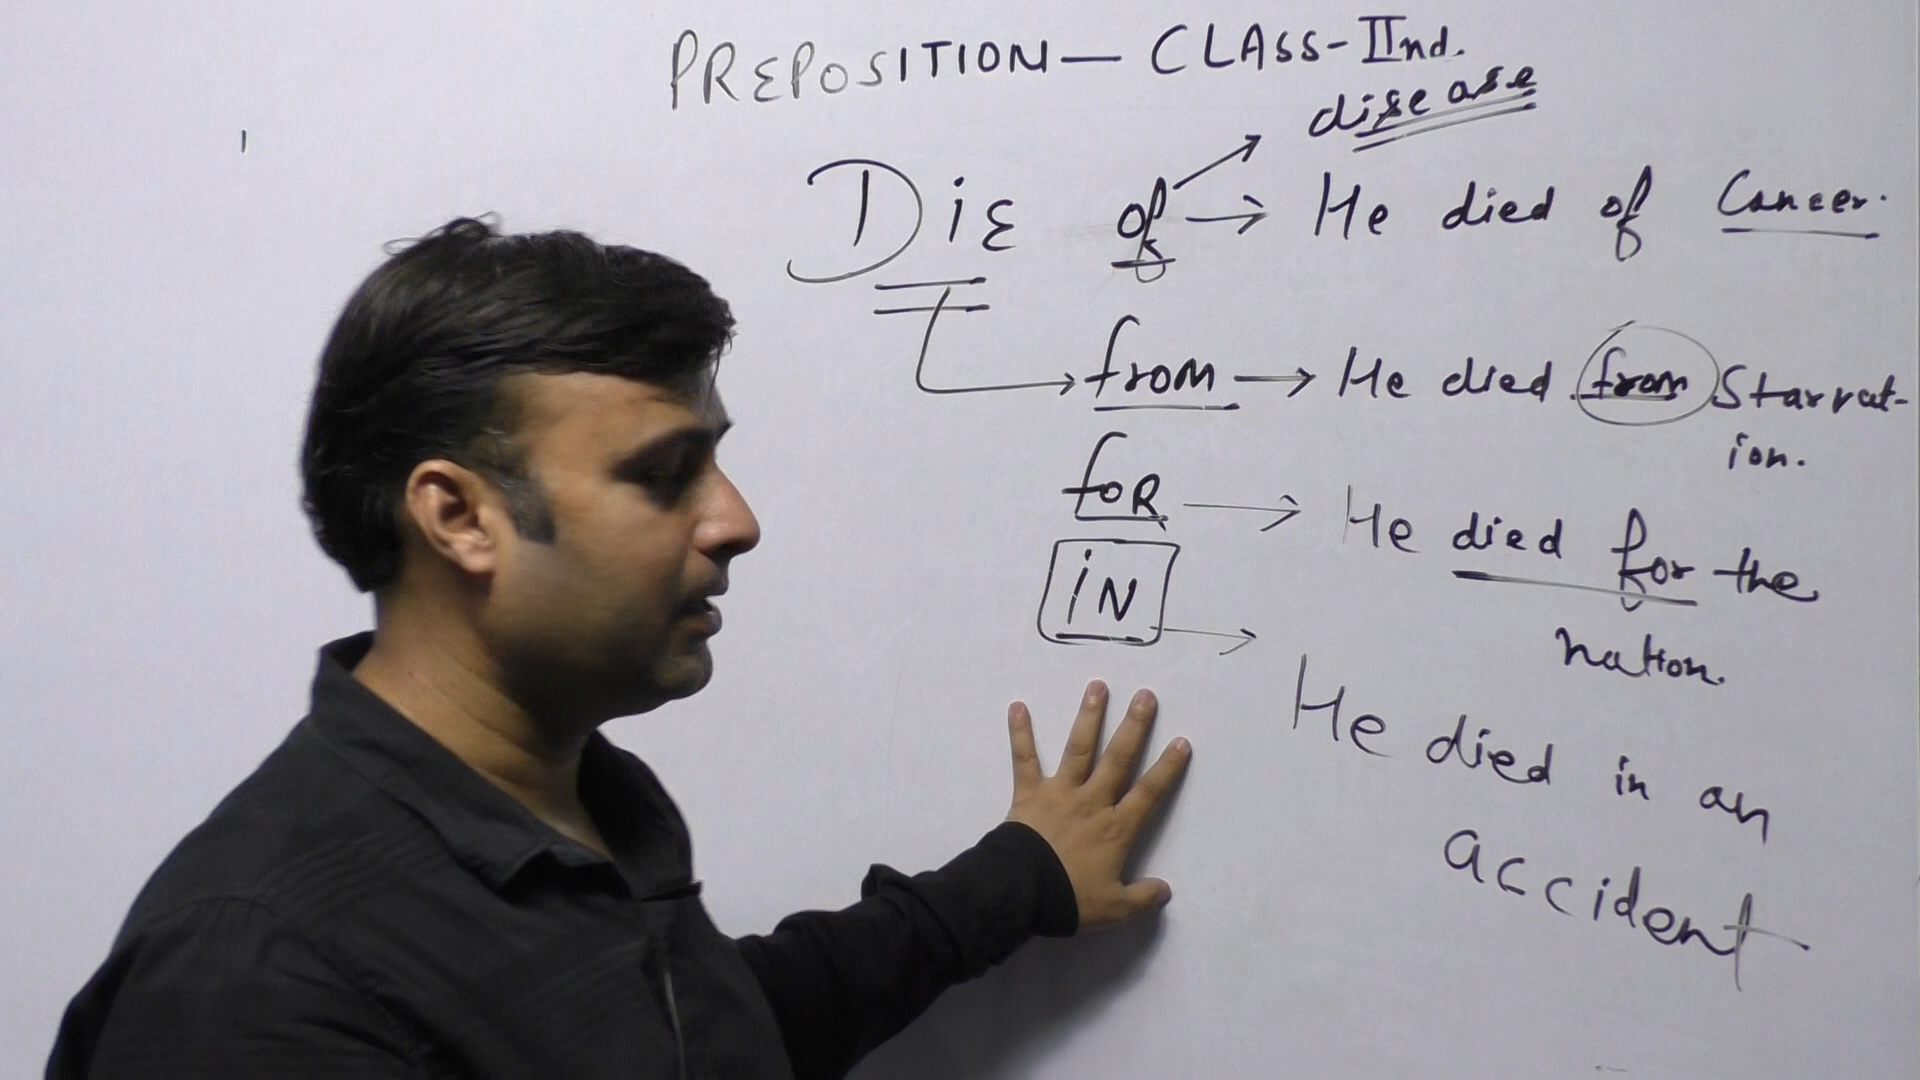 PREPOSITION — CLASS-IInd.
disease
DiE of → He died of Cancer.
from → He died from Starvat-
ion.
foR → He died for the
nation.
iN →
He died in an
accident